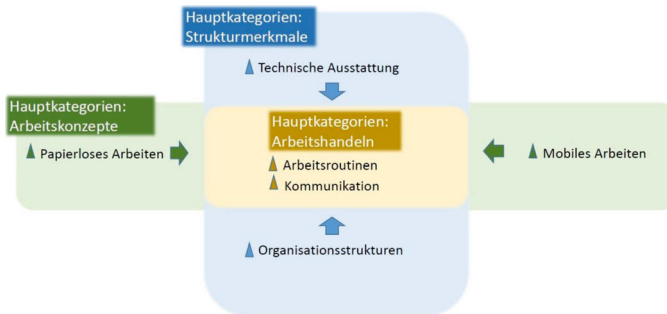 Hauptkategorien:
Strukturmerkmale
Technische Ausstattung
Hauptkategorien:
Arbeitskonzepte
Papierloses Arbeiten
Hauptkategorien:
Arbeitshandeln
Arbeitsroutinen
Kommunikation
Mobiles Arbeiten
Organisationsstrukturen